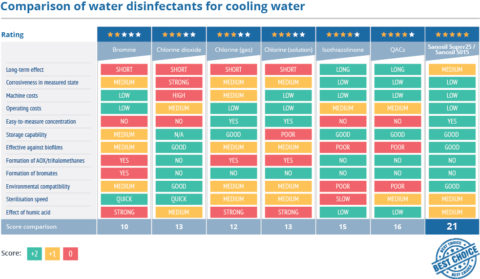 Comparison of water disinfectants for cooling water
Rating
Bromine Chlorine dioxide Chlorine (gas) Chlorine (solution) Isothiazolinone QACs Sanosil Super25 / Sanosil S015
Long-term effect SHORT SHORT SHORT SHORT LONG LONG MEDIUM
Corrosiveness in measured state MEDIUM STRONG MEDIUM MEDIUM LOW LOW LOW
Machine costs LOW HIGH MEDIUM LOW LOW LOW LOW
Operating costs LOW MEDIUM LOW LOW MEDIUM MEDIUM MEDIUM
Easy-to-measure concentration NO NO YES YES NO NO YES
Storage capability MEDIUM N/A GOOD POOR GOOD GOOD GOOD
Effective against biofilms MEDIUM GOOD MEDIUM MEDIUM POOR POOR GOOD
Formation of AOX/trihalomethanes YES NO YES YES NO NO NO
Formation of bromates YES NO NO NO NO NO NO
Environmental compatibility MEDIUM GOOD MEDIUM MEDIUM POOR POOR GOOD
Sterilisation speed QUICK QUICK MEDIUM MEDIUM SLOW MEDIUM MEDIUM
Effect of humic acid STRONG MEDIUM STRONG STRONG LOW LOW MEDIUM
Score comparison 10 13 12 13 15 16 21
Score: +2 +1 0
BEST CHOICE
BEST CHOICE
BEST CHOICE